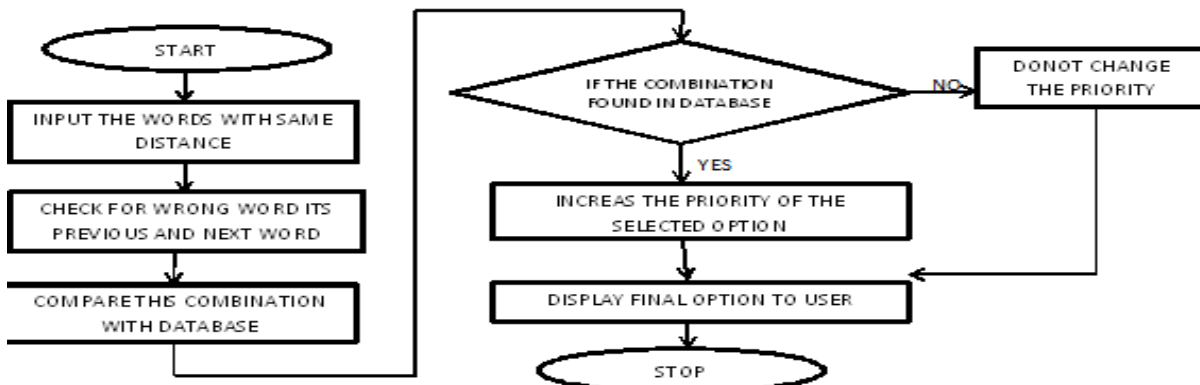 START
INPUT THE WORDS WITH SAME
DISTANCE
CHECK FOR WRONG WORD ITS
PREVIOUS AND NEXT WORD
COMPARE THIS COMBINATION
WITH DATABASE
IF THE COMBINATION
FOUND IN DATABASE
NO
DONOT CHANGE
THE PRIORITY
YES
INCREAS THE PRIORITY OF THE
SELECTED OPTION
DISPLAY FINAL OPTION TO USER
STOP